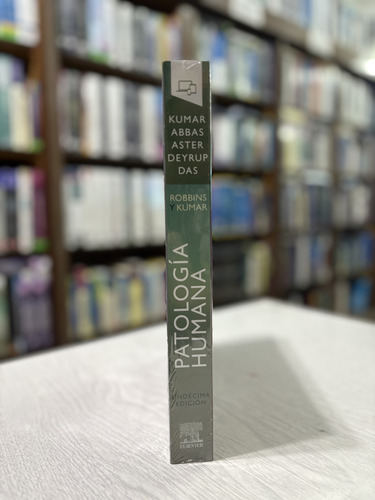 KUMAR
ABBAS
ASTER
DEYRUP
DAS
ROBBINS
Y KUMAR
PATOLOGÍA
HUMANA
UNDÉCIMA
EDICIÓN
ELSEVIER